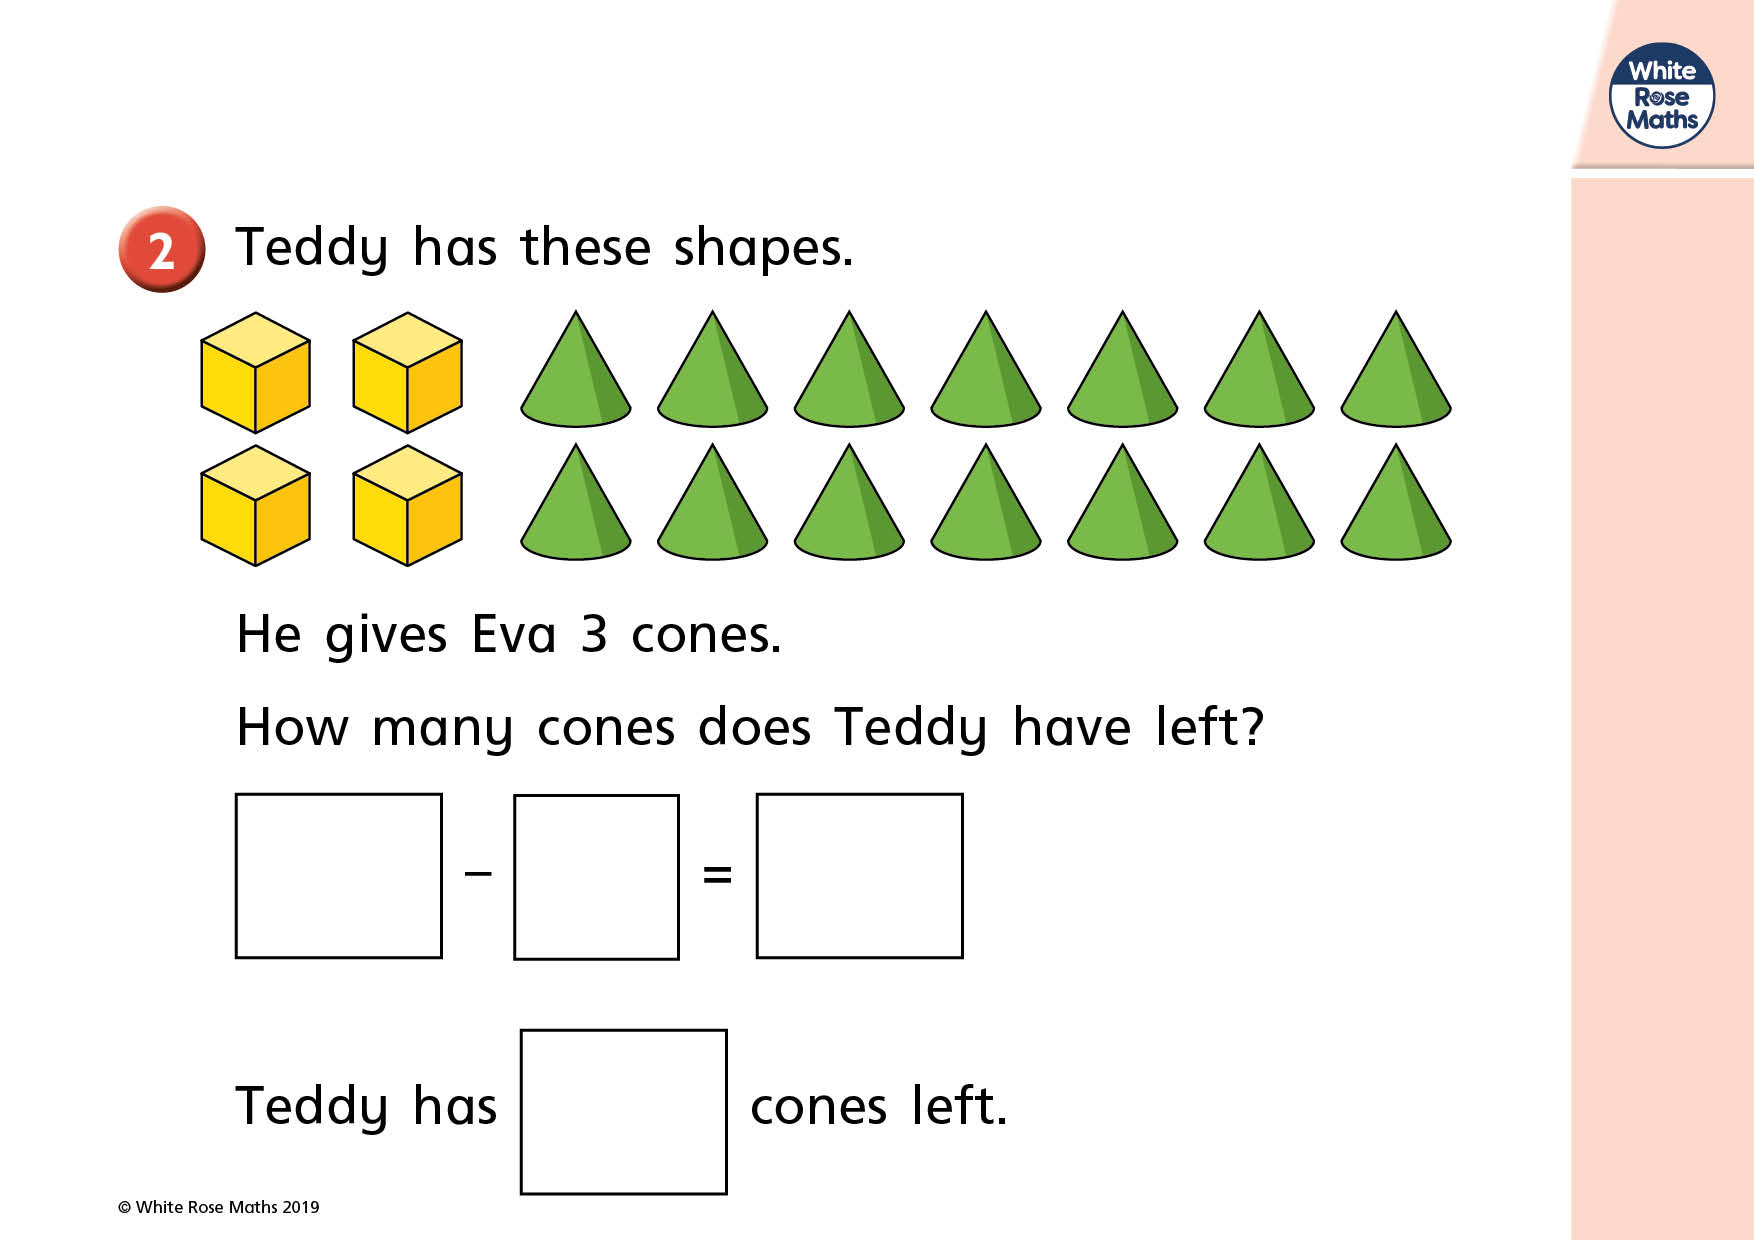 White
Rose
Maths
2 Teddy has these shapes.
He gives Eva 3 cones.
How many cones does Teddy have left?
– =
Teddy has cones left.
© White Rose Maths 2019